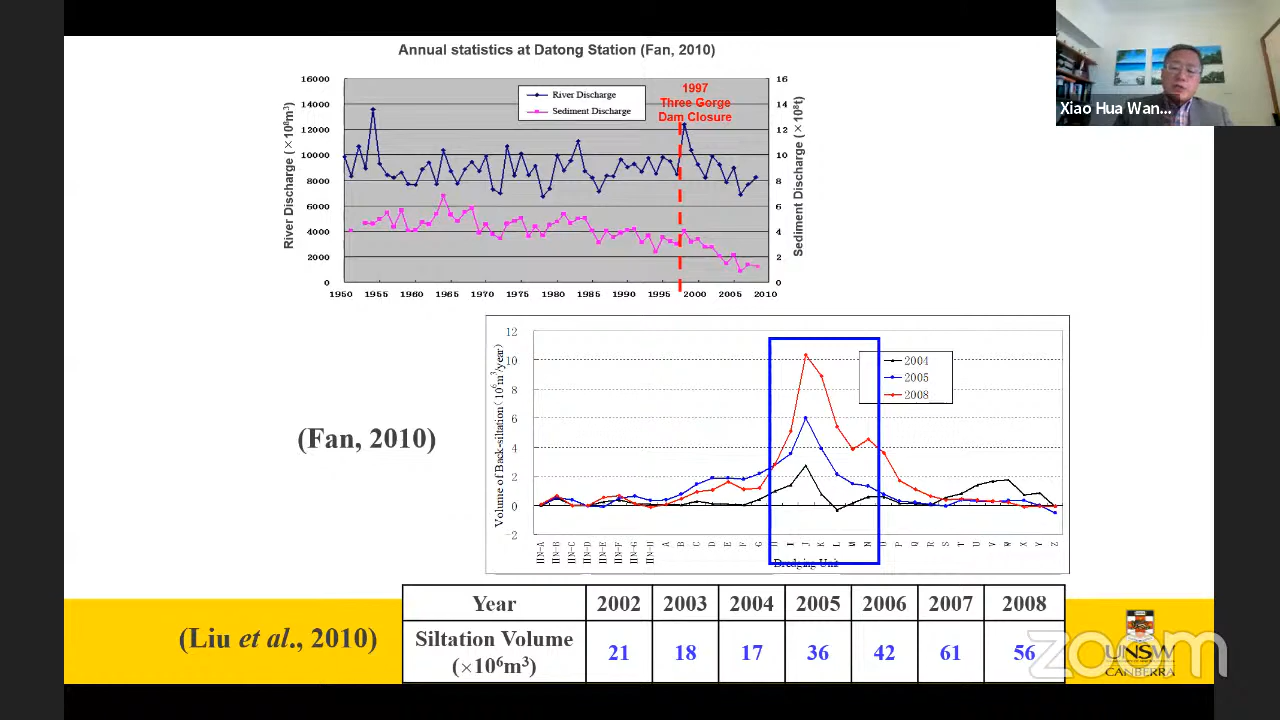 Annual statistics at Datong Station (Fan, 2010)
River Discharge
Sediment Discharge
1997
Three Gorge
Dam Closure
River Discharge (×10⁸m³)
Sediment Discharge (×10⁸t)
16000
14000
12000
10000
8000
6000
4000
2000
0
16
14
12
10
8
6
4
2
0
1950 1955 1960 1965 1970 1975 1980 1985 1990 1995 2000 2005 2010
Xiao Hua Wan...
(Fan, 2010)
Volume of Back-siltation (10⁶m³/year)
12
10
8
6
4
2
0
-2
2004
2005
2008
IIN-A IIN-B IIN-C IIN-D IIN-E IIN-F IIN-G IIN-H A B C D E F G H I J K L M N O P Q R S T U V W X Y Z
Dredging Unit
(Liu et al., 2010)
Year 2002 2003 2004 2005 2006 2007 2008
Siltation Volume
(×10⁶m³) 21 18 17 36 42 61 56
zoom
UNSW
CANBERRA